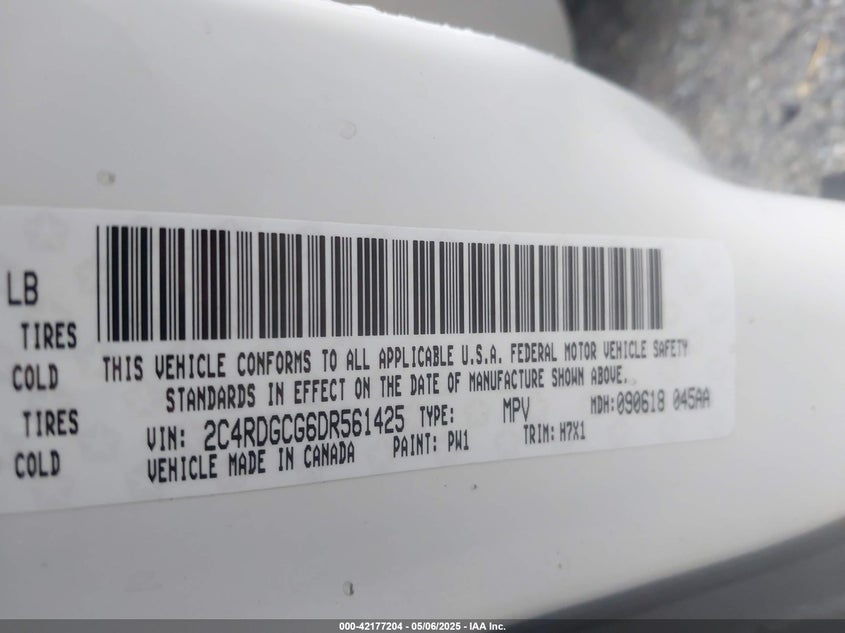 LB
TIRES
COLD
TIRES
COLD
THIS VEHICLE CONFORMS TO ALL APPLICABLE U.S.A. FEDERAL MOTOR VEHICLE SAFETY
STANDARDS IN EFFECT ON THE DATE OF MANUFACTURE SHOWN ABOVE.
VIN: 2C4RDGCG6DR561425 TYPE: MPV MDH:090618 045AA
VEHICLE MADE IN CANADA PAINT: PW1 TRIM: H7X1
000-42177204 - 05/06/2025 - IAA Inc.